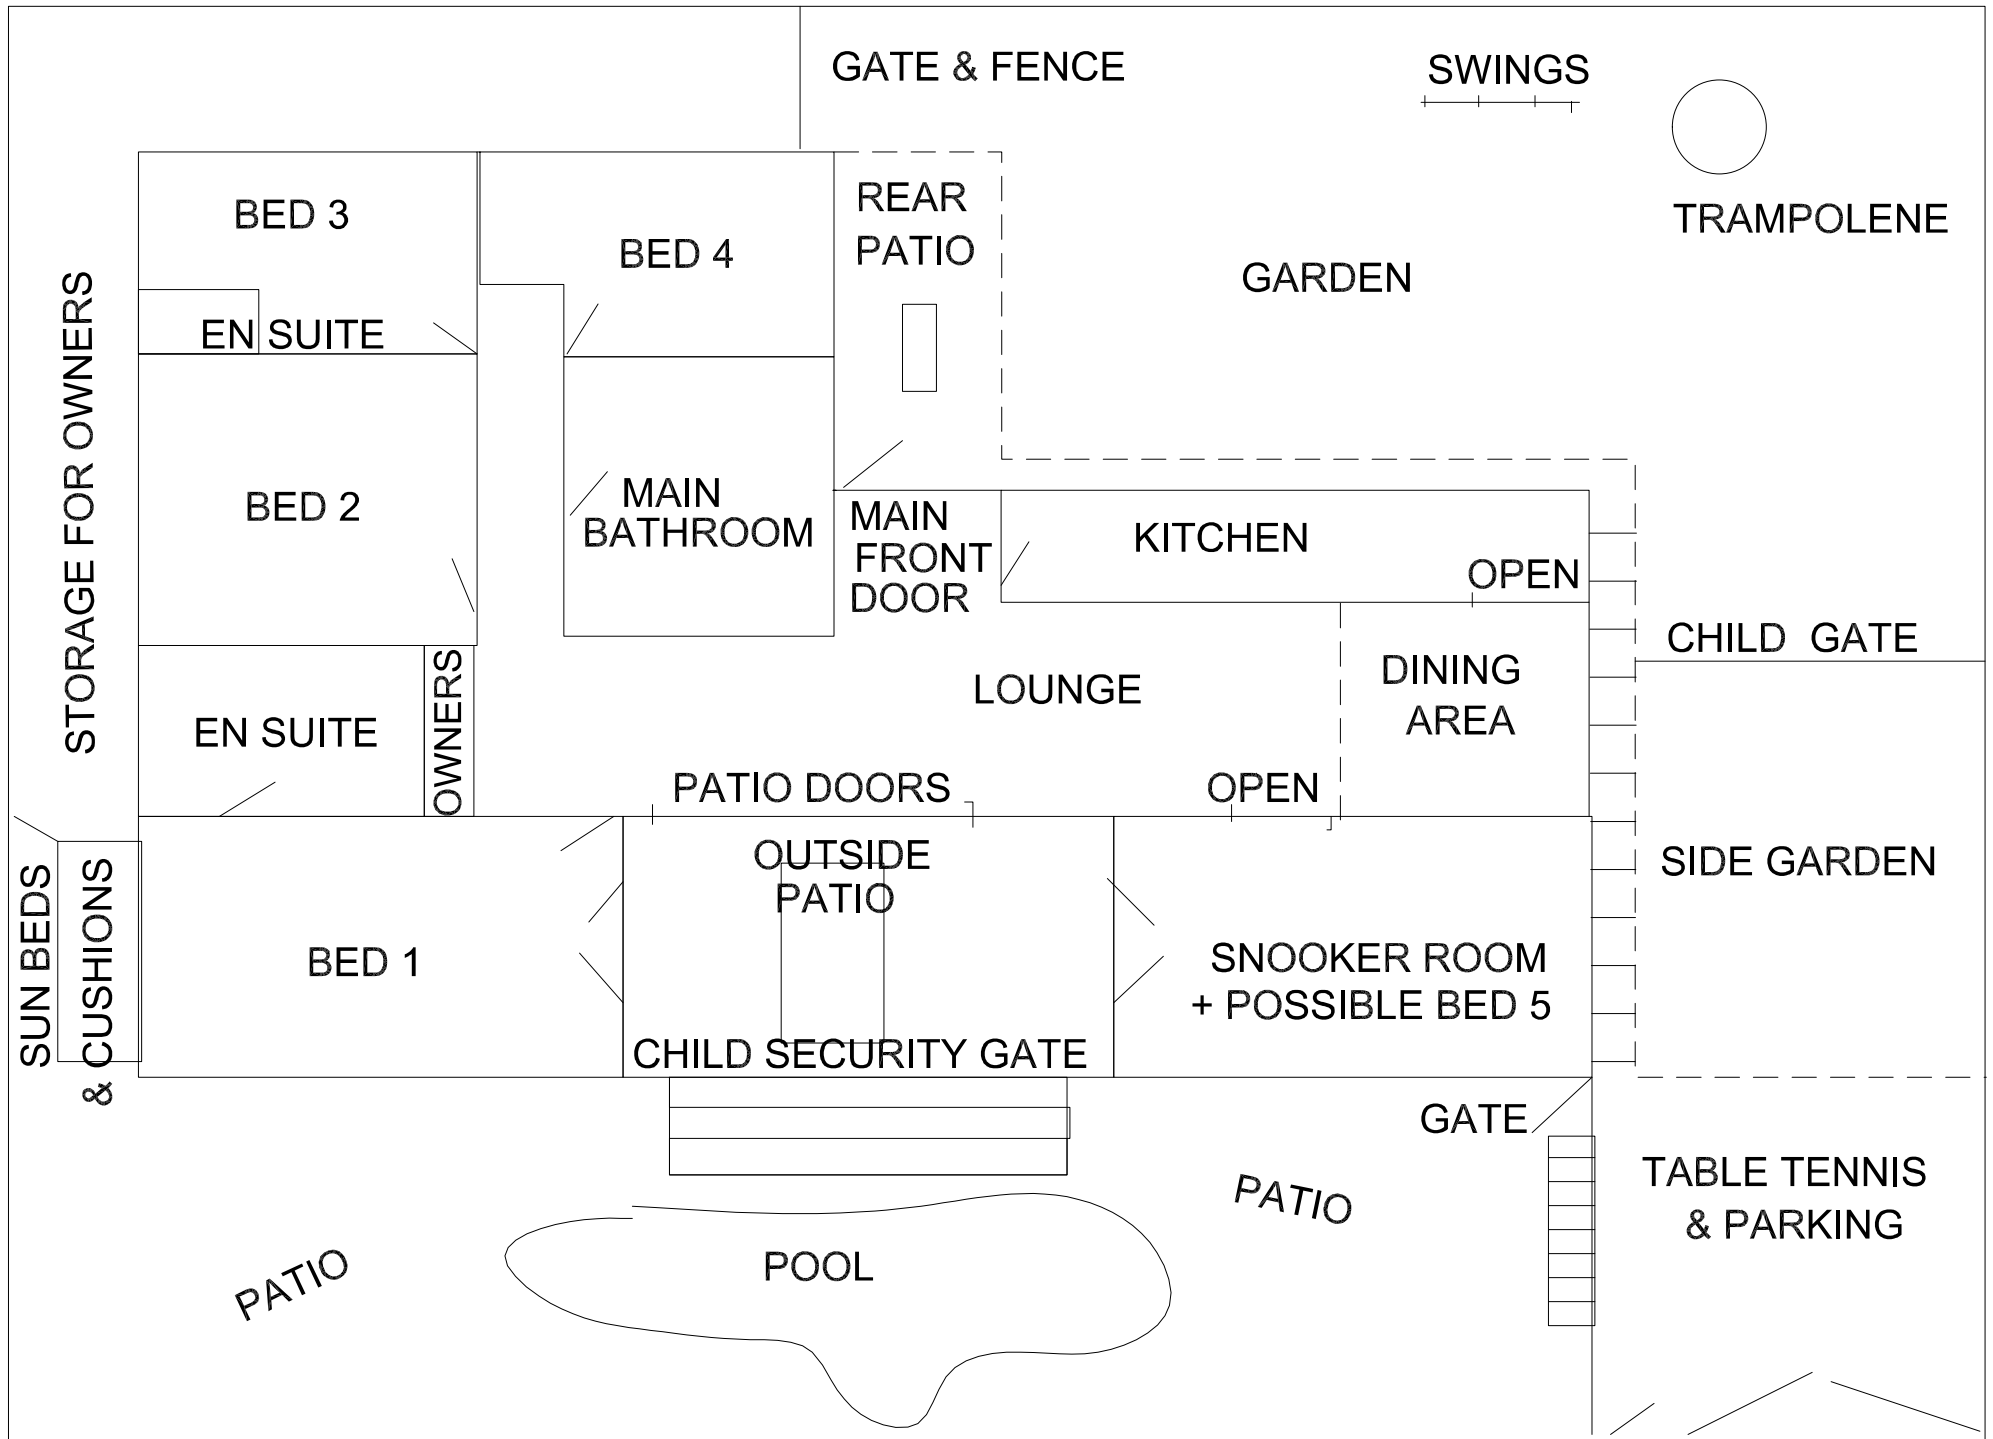 GATE & FENCE
SWINGS
TRAMPOLENE
BED 3
BED 4
REAR
PATIO
GARDEN
EN SUITE
STORAGE FOR OWNERS
BED 2
MAIN
BATHROOM
MAIN
FRONT
DOOR
KITCHEN
OPEN
CHILD GATE
LOUNGE
DINING
AREA
EN SUITE
OWNERS
PATIO DOORS
OPEN
SUN BEDS
& CUSHIONS
OUTSIDE
PATIO
SIDE GARDEN
BED 1
SNOOKER ROOM
+ POSSIBLE BED 5
CHILD SECURITY GATE
GATE
TABLE TENNIS
& PARKING
PATIO
PATIO
POOL